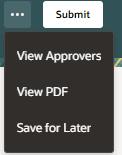 Submit
View Approvers
View PDF
Save for Later